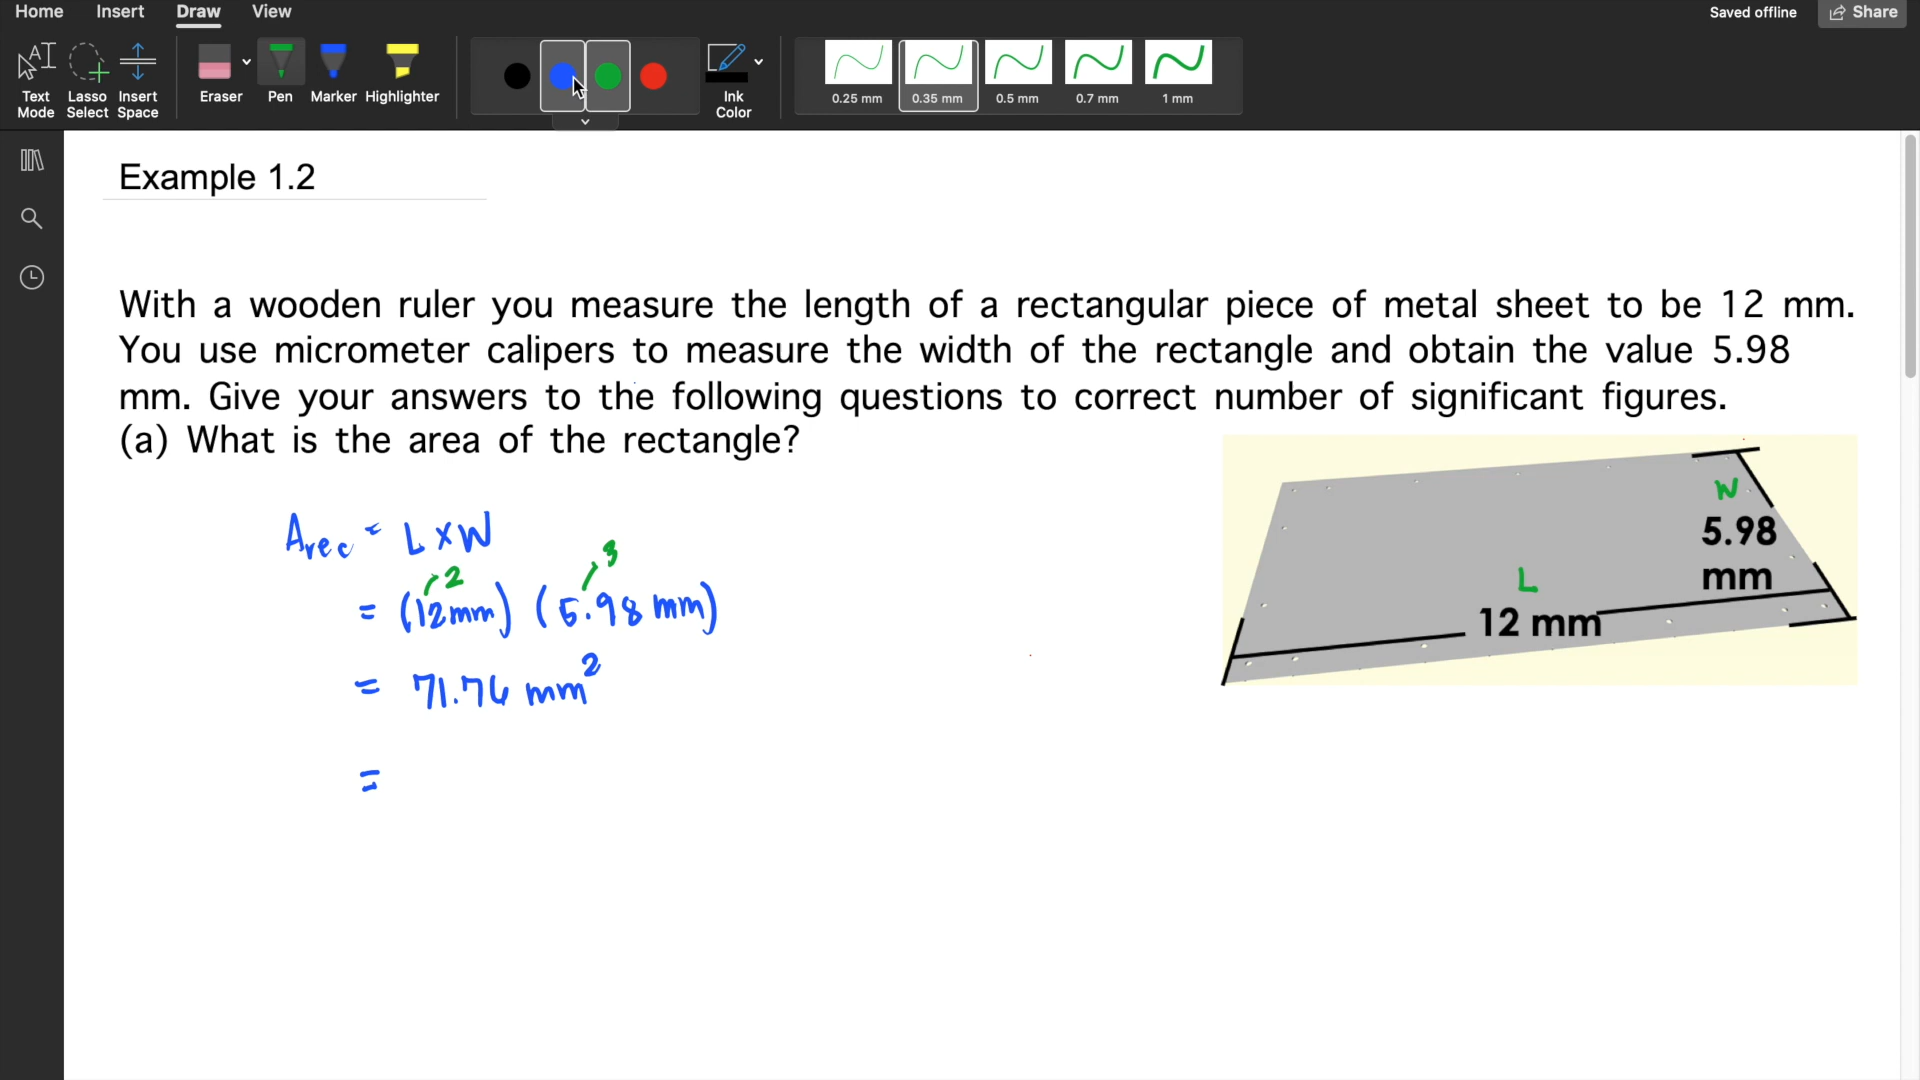 Home Insert Draw View Saved offline Share
Text Mode Lasso Select Insert Space Eraser Pen Marker Highlighter Ink Color 0.25 mm 0.35 mm 0.5 mm 0.7 mm 1 mm
Example 1.2
With a wooden ruler you measure the length of a rectangular piece of metal sheet to be 12 mm.
You use micrometer calipers to measure the width of the rectangle and obtain the value 5.98
mm. Give your answers to the following questions to correct number of significant figures.
(a) What is the area of the rectangle?
W
5.98
mm
L
12 mm
Arec = L x W
2 3
= (12mm) (5.98 mm)
= 71.76 mm²
=